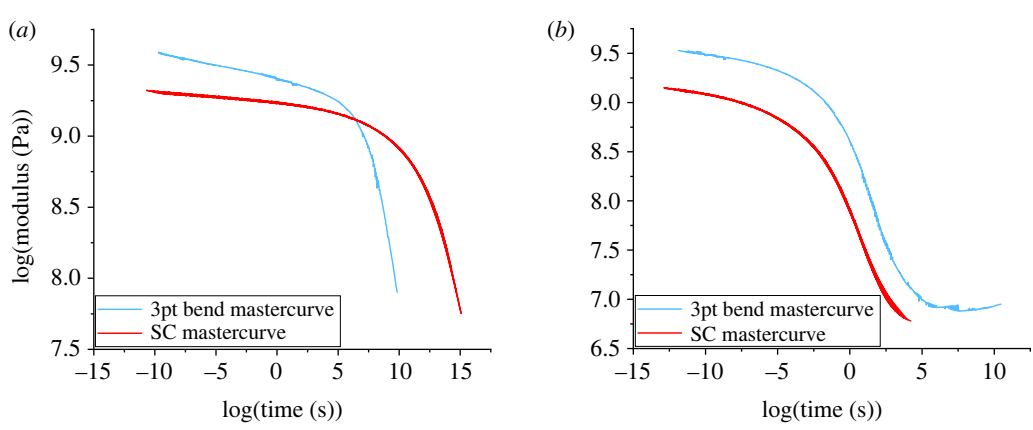 (a)
log(modulus (Pa))
9.5
9.0
8.5
8.0
7.5
3pt bend mastercurve
SC mastercurve
–15 –10 –5 0 5 10 15
log(time (s))
(b)
9.5
9.0
8.5
8.0
7.5
7.0
6.5
3pt bend mastercurve
SC mastercurve
–15 –10 –5 0 5 10
log(time (s))